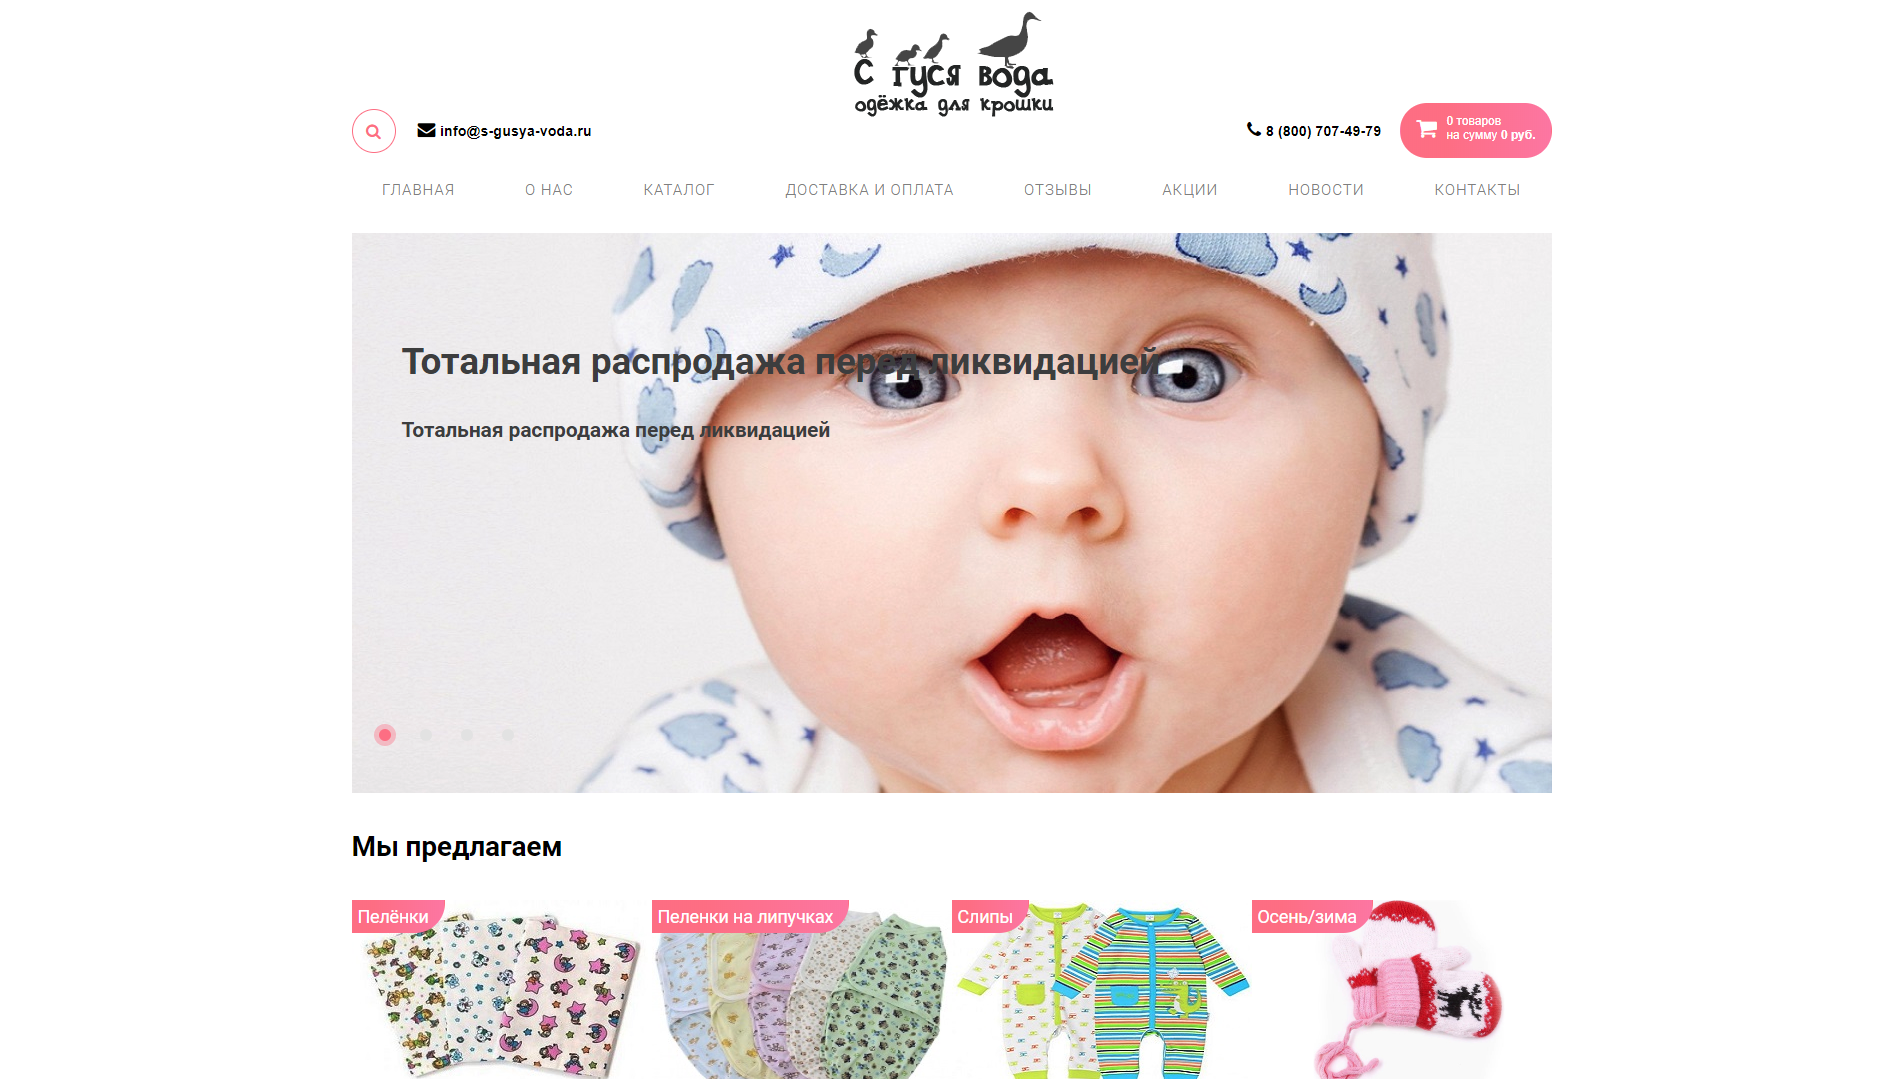 С гуся вода
одёжка для крошки
info@s-gusya-voda.ru
8 (800) 707-49-79
0 товаров
на сумму 0 руб.
ГЛАВНАЯ
О НАС
КАТАЛОГ
ДОСТАВКА И ОПЛАТА
ОТЗЫВЫ
АКЦИИ
НОВОСТИ
КОНТАКТЫ
Тотальная распродажа перед ликвидацией
Тотальная распродажа перед ликвидацией
Мы предлагаем
Пелёнки
Пеленки на липучках
Слипы
Осень/зима